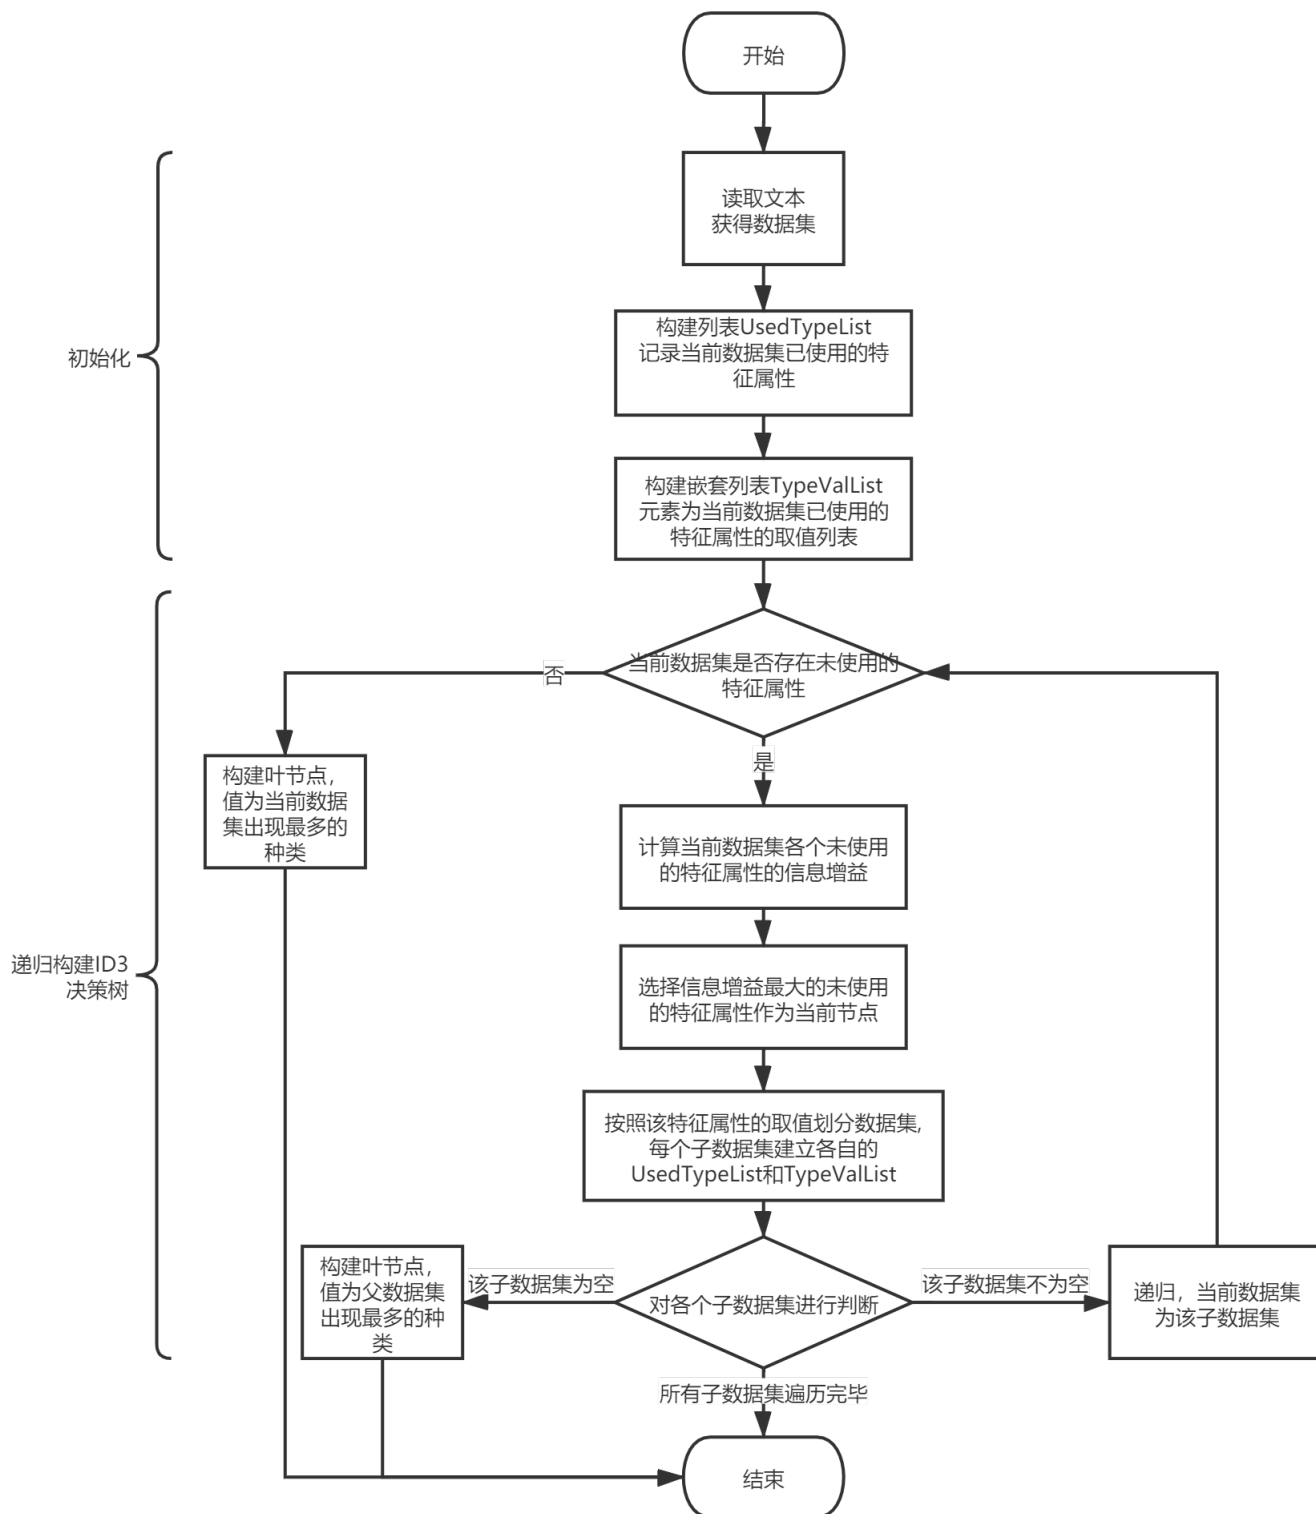 开始
读取文本
获得数据集
构建列表UsedTypeList
记录当前数据集已使用的特
征属性
初始化
构建嵌套列表TypeValList
元素为当前数据集已使用的
特征属性的取值列表
当前数据集是否存在未使用的
特征属性
否
是
构建叶节点,
值为当前数据
集出现最多的
种类
计算当前数据集各个未使用
的特征属性的信息增益
递归构建ID3
决策树
选择信息增益最大的未使用
的特征属性作为当前节点
按照该特征属性的取值划分数据集,
每个子数据集建立各自的
UsedTypeList和TypeValList
构建叶节点,
值为父数据集
出现最多的种
类
该子数据集为空
对各个子数据集进行判断
该子数据集不为空
递归，当前数据集
为该子数据集
所有子数据集遍历完毕
结束